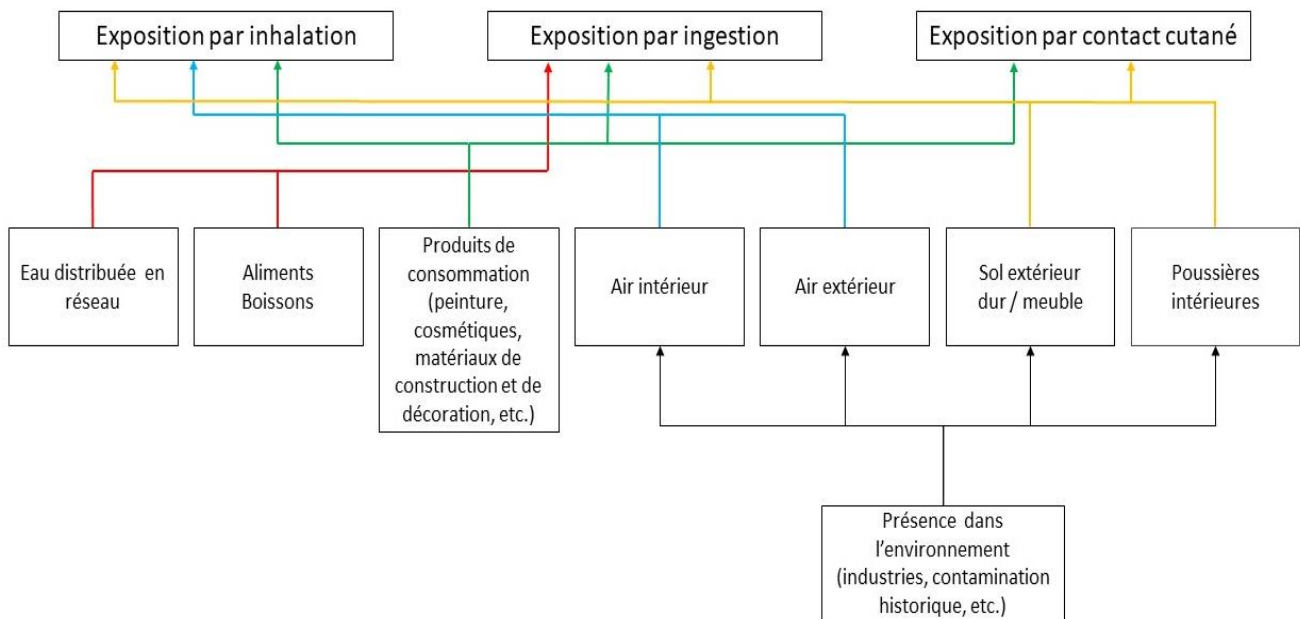 Exposition par inhalation
Exposition par ingestion
Exposition par contact cutané
Eau distribuée en
réseau
Aliments
Boissons
Produits de
consommation
(peinture,
cosmétiques,
matériaux de
construction et de
décoration, etc.)
Air intérieur
Air extérieur
Sol extérieur
dur / meuble
Poussières
intérieures
Présence dans
l'environnement
(industries, contamination
historique, etc.)